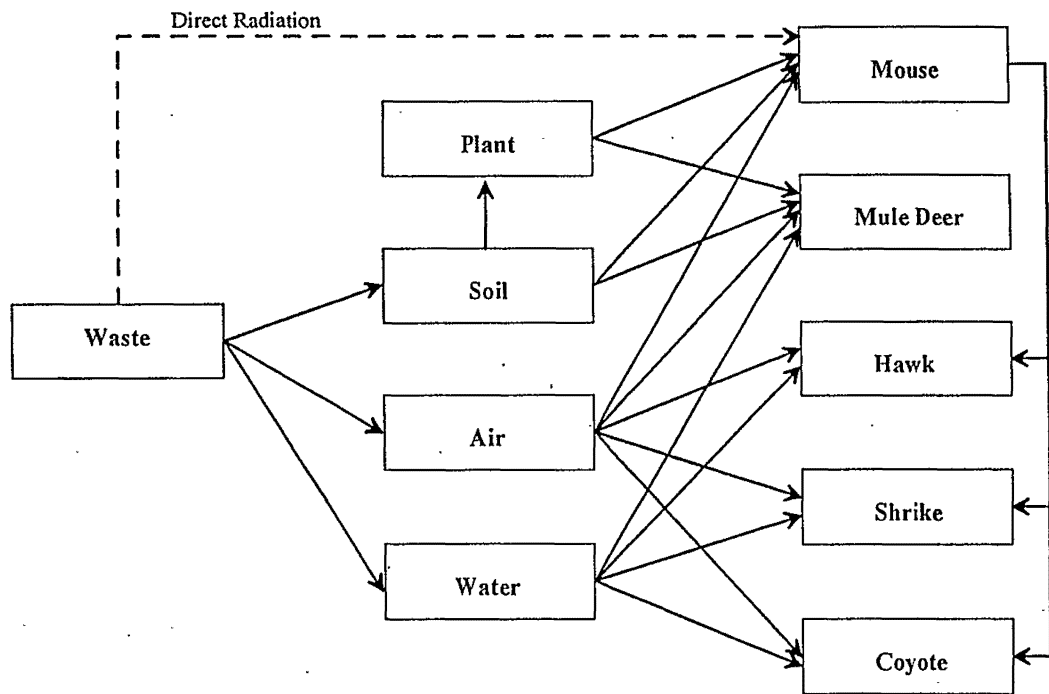 Direct Radiation
Mouse
Plant
Mule Deer
Soil
Waste
Hawk
Air
Shrike
Water
Coyote